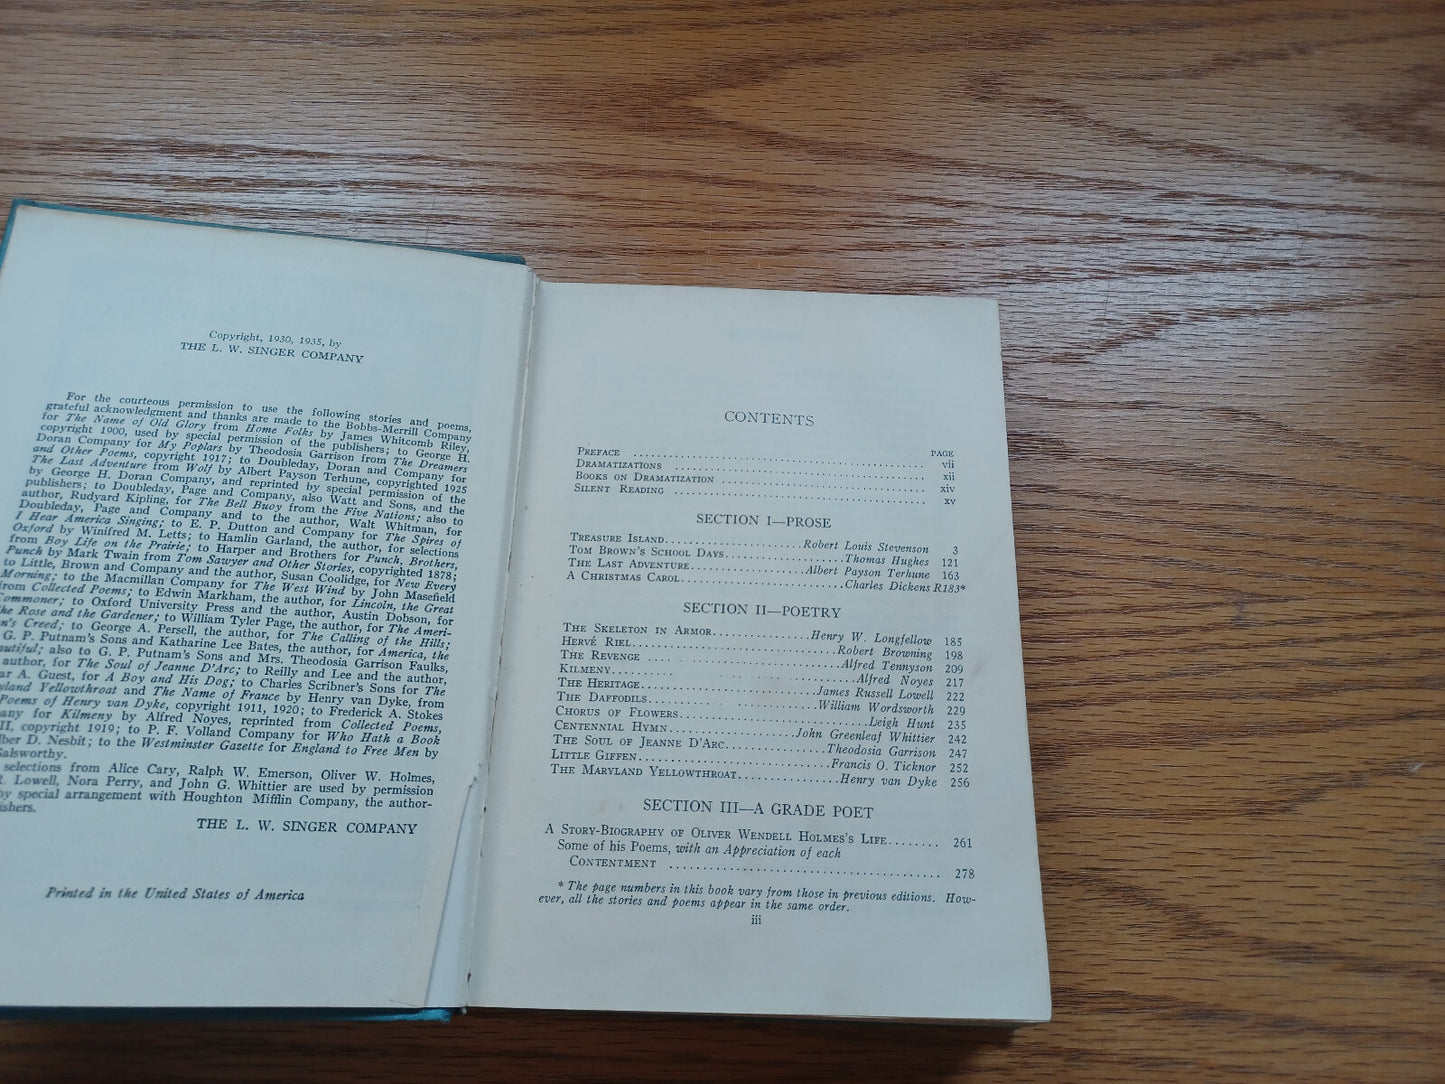 Copyright, 1930, 1935, by
THE L. W. SINGER COMPANY
For the courteous permission to use the following stories and poems,
grateful acknowledgment and thanks are made to the Bobbs-Merrill Company
for The Name of Old Glory from Home Folks by James Whitcomb Riley,
copyright 1900, used by special permission of the publishers; to George H.
Doran Company for My Poplars by Theodosia Garrison from The Dreamers
and Other Poems, copyright 1917; to Doubleday, Doran and Company for
The Last Adventure from Wolf by Albert Payson Terhune, copyrighted 1925
by George H. Doran Company, and reprinted by special permission of the
publishers; to Doubleday, Page and Company, also Watt and Sons, and the
author, Rudyard Kipling, for The Bell Buoy from the Five Nations; also to
Doubleday, Page and Company and to the author, Walt Whitman, for
I Hear America Singing; to E. P. Dutton and Company for The Spires of
Oxford by Winifred M. Letts; to Hamlin Garland, the author, for selections
from Boy Life on the Prairie; to Harper and Brothers for Punch, Brothers,
Punch by Mark Twain from Tom Sawyer and Other Stories, copyrighted 1878;
to Little, Brown and Company and the author, Susan Coolidge, for New Every
Morning; to the Macmillan Company for The West Wind by John Masefield
from Collected Poems; to Edwin Markham, the author, for Lincoln, the Great
Commoner; to Oxford University Press and the author, Austin Dobson, for
The Rose and the Gardener; to William Tyler Page, the author, for The Ameri-
Creed; to George A. Persell, the author, for The Calling of the Hills;
G. P. Putnam's Sons and Katharine Lee Bates, the author, for America, the
also to G. P. Putnam's Sons and Mrs. Theodosia Garrison Faulks,
author, for The Soul of Jeanne D'Arc; to Reilly and Lee and the author,
A. Guest, for A Boy and His Dog; to Charles Scribner's Sons for The
Yellowthroat and The Name of France by Henry van Dyke, from
Poems of Henry van Dyke, copyright 1911, 1920; to Frederick A. Stokes
for Kilmeny by Alfred Noyes, reprinted from Collected Poems,
copyright 1919; to P. F. Volland Company for Who Hath a Book
D. Nesbit; to the Westminster Gazette for England to Free Men by
Galsworthy.
selections from Alice Cary, Ralph W. Emerson, Oliver W. Holmes,
R. Lowell, Nora Perry, and John G. Whittier are used by permission
by special arrangement with Houghton Mifflin Company, the author-
THE L. W. SINGER COMPANY
Printed in the United States of America
CONTENTS
PAGE
PREFACE ........ vii
DRAMATIZATIONS ........ xii
BOOKS ON DRAMATIZATION ........ xiv
SILENT READING ........ xv
SECTION I—PROSE
TREASURE ISLAND........Robert Louis Stevenson 3
TOM BROWN'S SCHOOL DAYS........Thomas Hughes 121
THE LAST ADVENTURE........Albert Payson Terhune 163
A CHRISTMAS CAROL........Charles Dickens R183*
SECTION II—POETRY
THE SKELETON IN ARMOR........Henry W. Longfellow 185
HERVÉ RIEL........Robert Browning 198
THE REVENGE ........Alfred Tennyson 209
KILMENY........Alfred Noyes 217
THE HERITAGE........James Russell Lowell 222
THE DAFFODILS........William Wordsworth 229
CHORUS OF FLOWERS........Leigh Hunt 235
CENTENNIAL HYMN........John Greenleaf Whittier 242
THE SOUL OF JEANNE D'ARC........Theodosia Garrison 247
LITTLE GIFFEN........Francis O. Ticknor 252
THE MARYLAND YELLOWTHROAT........Henry van Dyke 256
SECTION III—A GRADE POET
A STORY-BIOGRAPHY OF OLIVER WENDELL HOLMES'S LIFE........ 261
Some of his Poems, with an Appreciation of each
CONTENTMENT ........ 278
* The page numbers in this book vary from those in previous editions. How-
ever, all the stories and poems appear in the same order.
iii